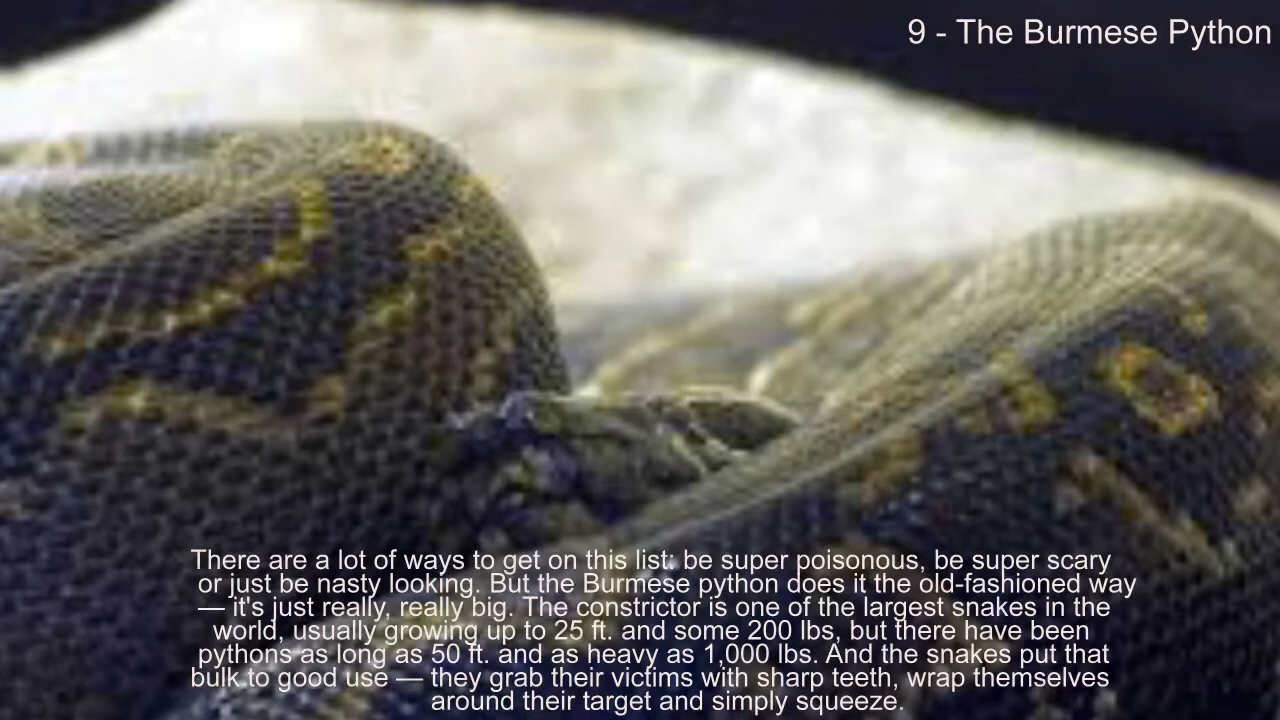 9 - The Burmese Python
There are a lot of ways to get on this list: be super poisonous, be super scary
or just be nasty looking. But the Burmese python does it the old-fashioned way
— it's just really, really big. The constrictor is one of the largest snakes in the
world, usually growing up to 25 ft. and some 200 lbs, but there have been
pythons as long as 50 ft. and as heavy as 1,000 lbs. And the snakes put that
bulk to good use — they grab their victims with sharp teeth, wrap themselves
around their target and simply squeeze.